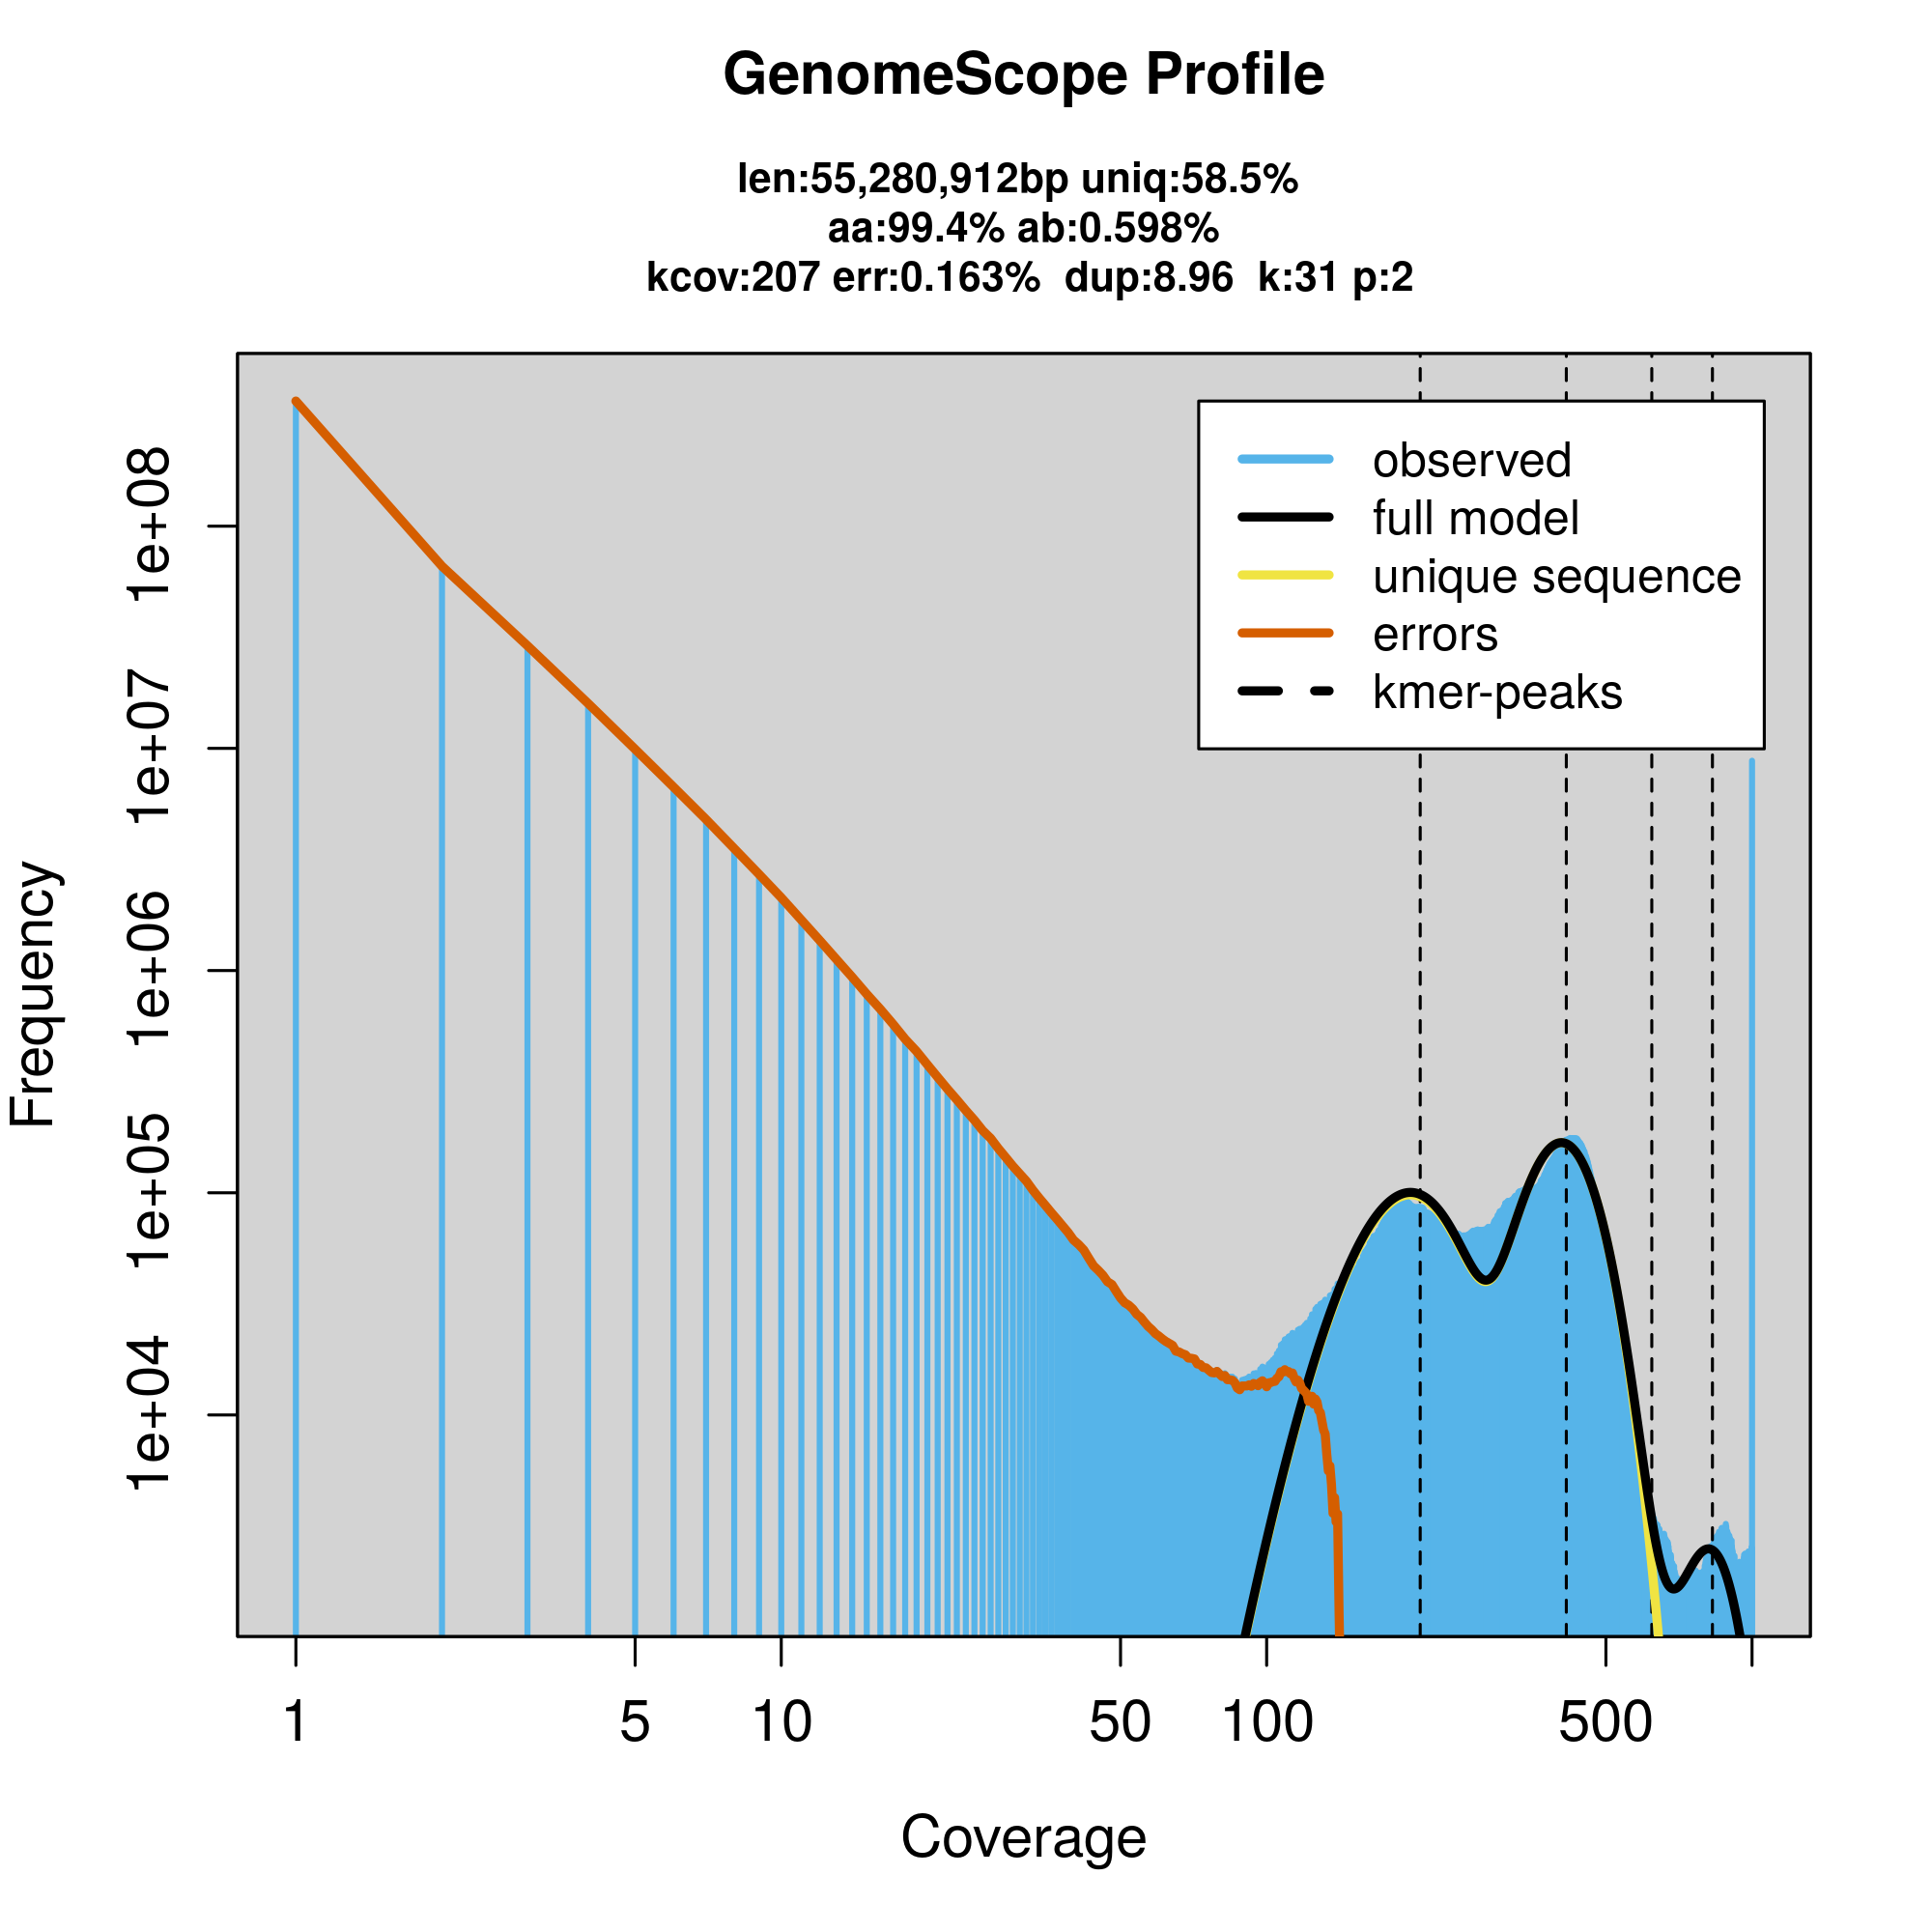 GenomeScope Profile
len:55,280,912bp uniq:58.5%
aa:99.4% ab:0.598%
kcov:207 err:0.163% dup:8.96 k:31 p:2
observed
full model
unique sequence
errors
kmer-peaks
Frequency
1e+08
1e+07
1e+06
1e+05
1e+04
1 5 10 50 100 500
Coverage